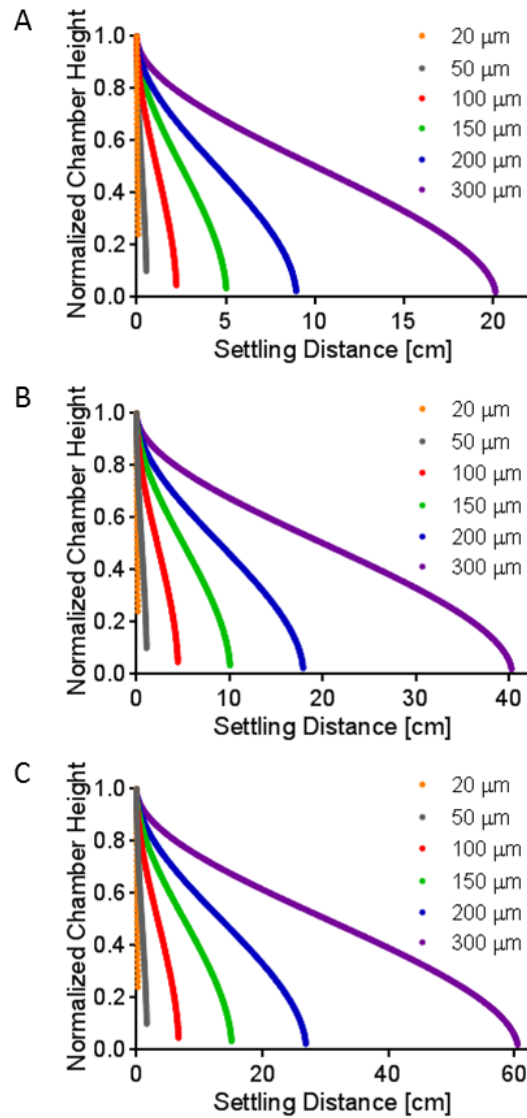 A
Normalized Chamber Height
1.0
0.8
0.6
0.4
0.2
0.0
20 μm
50 μm
100 μm
150 μm
200 μm
300 μm
0 5 10 15 20
Settling Distance [cm]
B
Normalized Chamber Height
1.0
0.8
0.6
0.4
0.2
0.0
20 μm
50 μm
100 μm
150 μm
200 μm
300 μm
0 10 20 30 40
Settling Distance [cm]
C
Normalized Chamber Height
1.0
0.8
0.6
0.4
0.2
0.0
20 μm
50 μm
100 μm
150 μm
200 μm
300 μm
0 20 40 60
Settling Distance [cm]